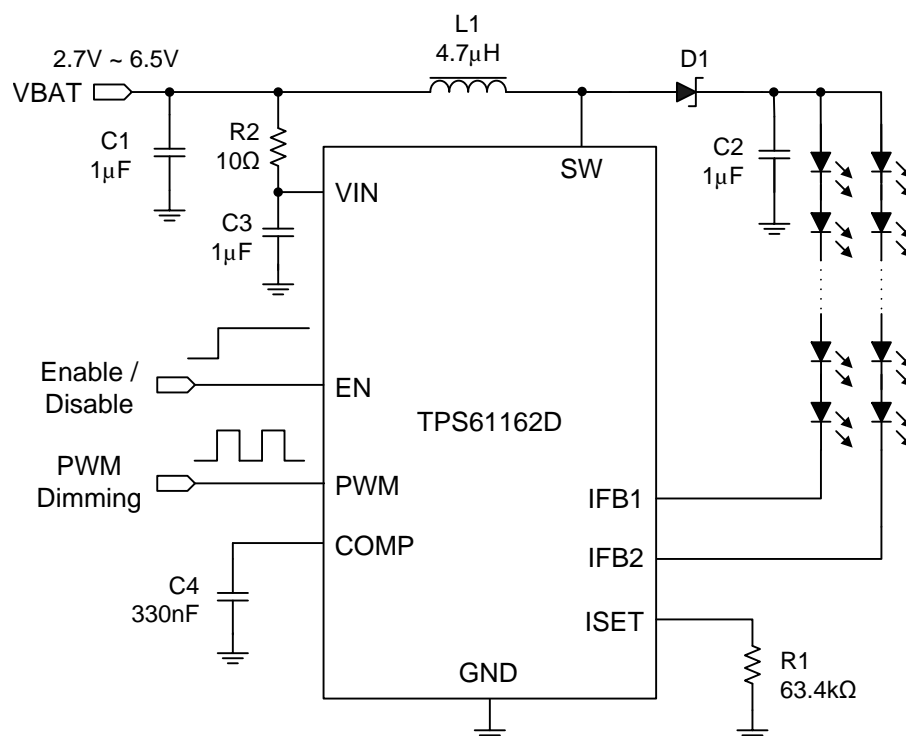 L1
4.7μH
D1
2.7V ~ 6.5V
VBAT
C1
1μF
R2
10Ω
C2
1μF
SW
VIN
C3
1μF
Enable /
Disable
EN
TPS61162D
PWM
Dimming
PWM
IFB1
COMP
IFB2
C4
330nF
ISET
R1
63.4kΩ
GND